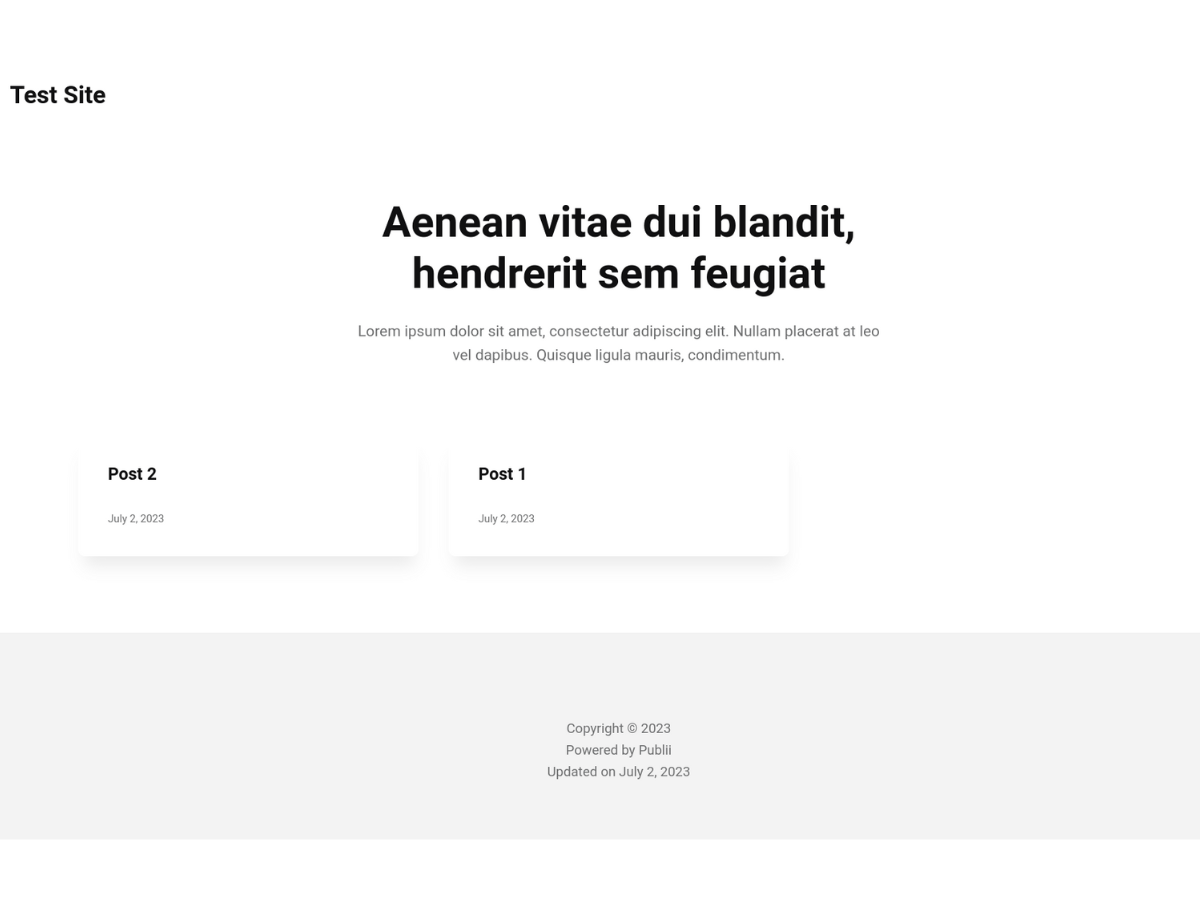 Test Site
Aenean vitae dui blandit,
hendrerit sem feugiat
Lorem ipsum dolor sit amet, consectetur adipiscing elit. Nullam placerat at leo
vel dapibus. Quisque ligula mauris, condimentum.
Post 2
July 2, 2023
Post 1
July 2, 2023
Copyright © 2023
Powered by Publii
Updated on July 2, 2023